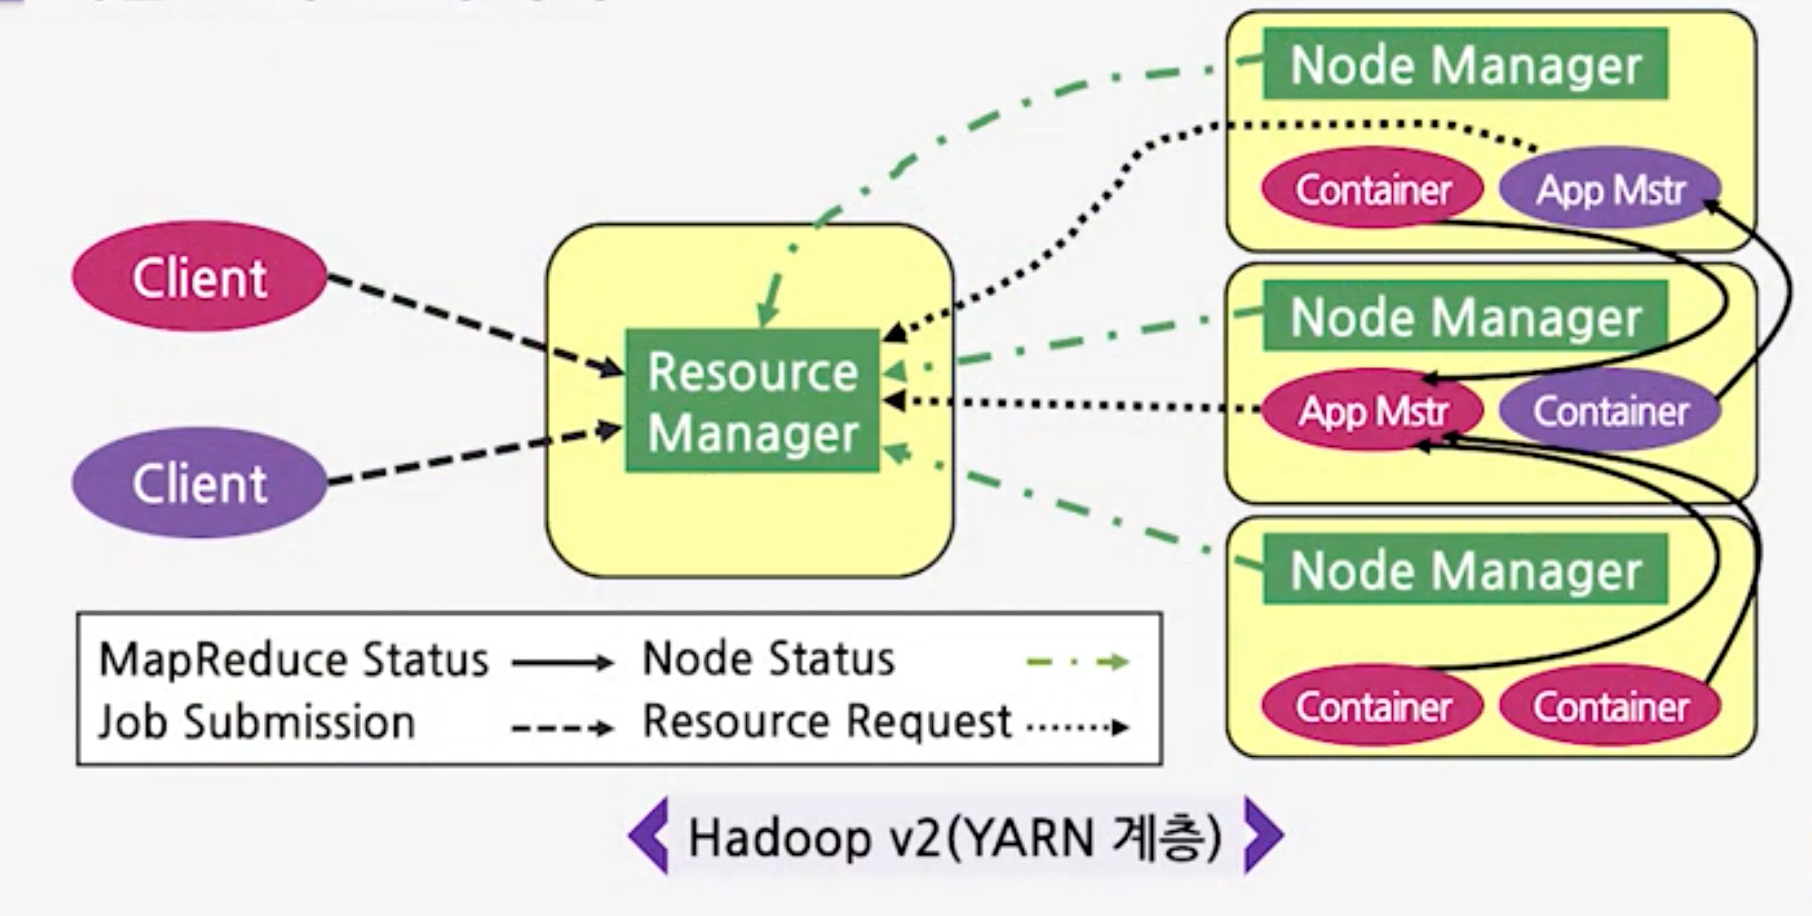 Node Manager
Container
App Mstr
Client
Resource
Manager
Node Manager
App Mstr
Container
Client
Node Manager
Container
Container
MapReduce Status
Node Status
Job Submission
Resource Request
Hadoop v2(YARN 계층)